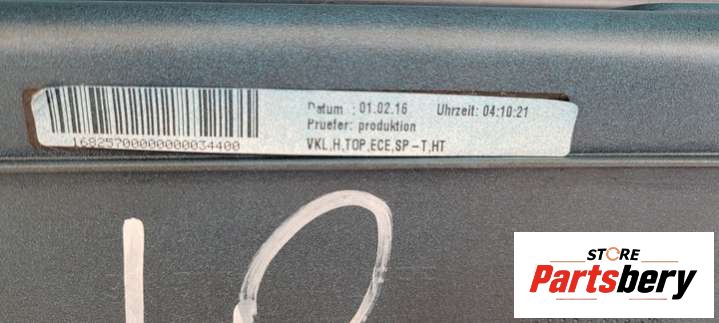 Datum : 01.02.16 Uhrzeit: 04:10:21
Pruefer: produktion
16825700000000034400
VKL,H,TOP,ECE,SP-T,HT
STORE
Partsbery